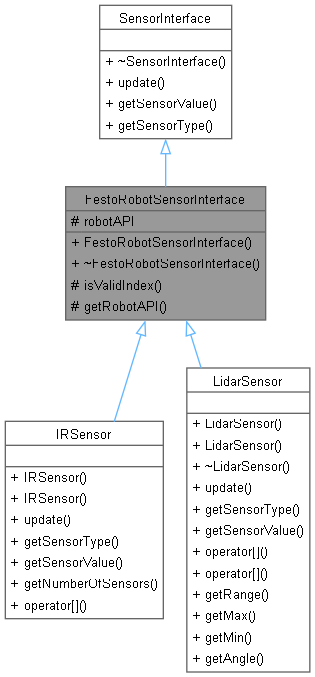 SensorInterface
+ ~SensorInterface()
+ update()
+ getSensorValue()
+ getSensorType()
FestoRobotSensorInterface
# robotAPI
+ FestoRobotSensorInterface()
+ ~FestoRobotSensorInterface()
# isValidIndex()
# getRobotAPI()
IRSensor
+ IRSensor()
+ IRSensor()
+ update()
+ getSensorType()
+ getSensorValue()
+ getNumberOfSensors()
+ operator[]()
LidarSensor
+ LidarSensor()
+ LidarSensor()
+ ~LidarSensor()
+ update()
+ getSensorType()
+ getSensorValue()
+ operator[]()
+ operator[]()
+ getRange()
+ getMax()
+ getMin()
+ getAngle()